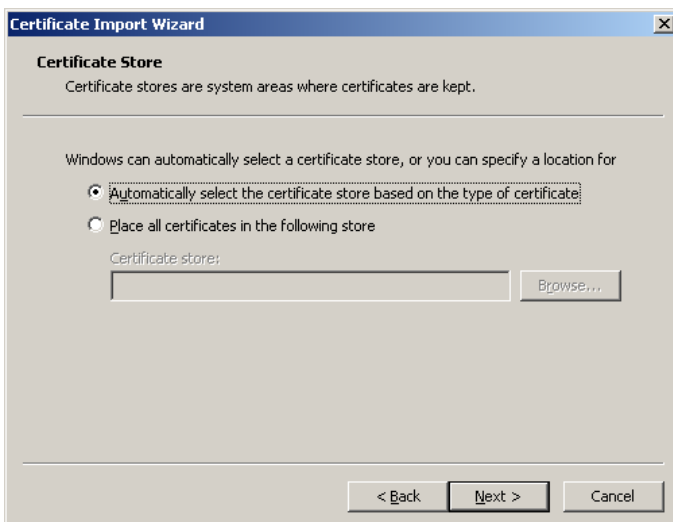 Certificate Import Wizard
Certificate Store
Certificate stores are system areas where certificates are kept.
Windows can automatically select a certificate store, or you can specify a location for
Automatically select the certificate store based on the type of certificate
Place all certificates in the following store
Certificate store:
Browse...
< Back Next > Cancel